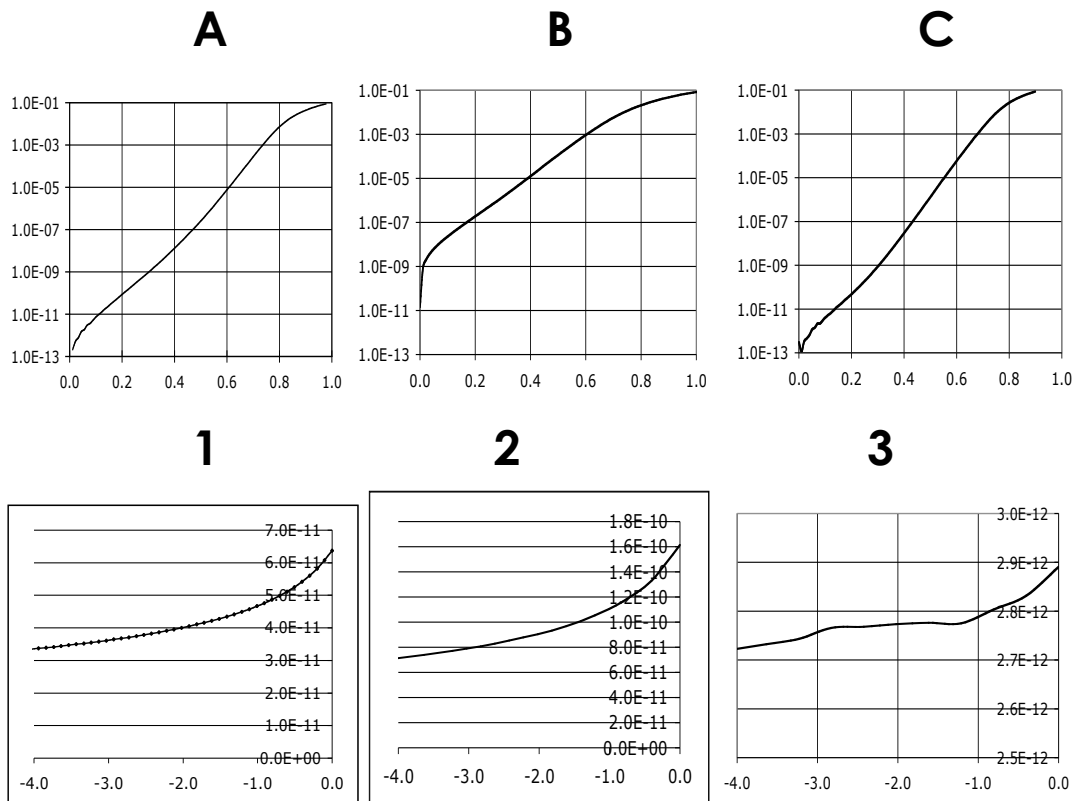 A
B
C
1.0E-01
1.0E-03
1.0E-05
1.0E-07
1.0E-09
1.0E-11
1.0E-13
0.0 0.2 0.4 0.6 0.8 1.0
1.0E-01
1.0E-03
1.0E-05
1.0E-07
1.0E-09
1.0E-11
1.0E-13
0.0 0.2 0.4 0.6 0.8 1.0
1.0E-01
1.0E-03
1.0E-05
1.0E-07
1.0E-09
1.0E-11
1.0E-13
0.0 0.2 0.4 0.6 0.8 1.0
1
2
3
7.0E-11
6.0E-11
5.0E-11
4.0E-11
3.0E-11
2.0E-11
1.0E-11
0.0E+00
-4.0 -3.0 -2.0 -1.0 0.0
1.8E-10
1.6E-10
1.4E-10
1.2E-10
1.0E-10
8.0E-11
6.0E-11
4.0E-11
2.0E-11
0.0E+00
-4.0 -3.0 -2.0 -1.0 0.0
3.0E-12
2.9E-12
2.8E-12
2.7E-12
2.6E-12
2.5E-12
-4.0 -3.0 -2.0 -1.0 0.0